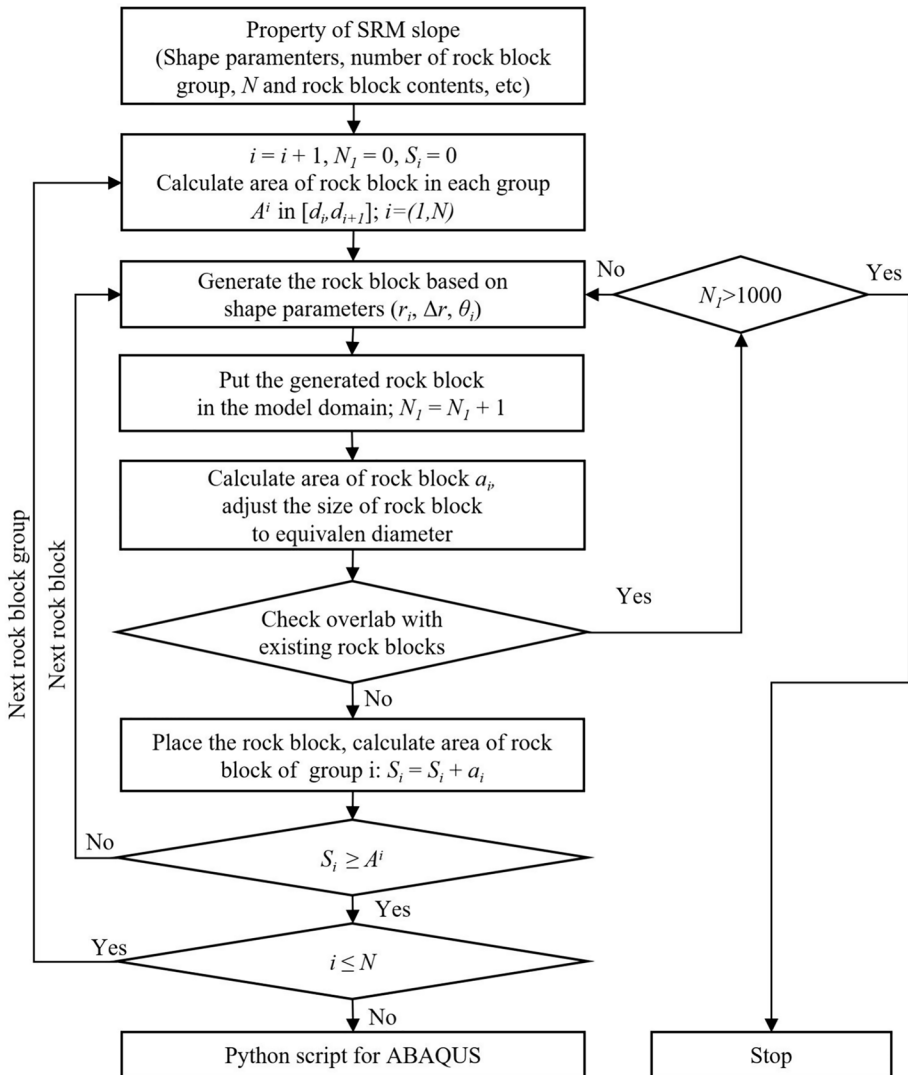 Property of SRM slope
(Shape paramenters, number of rock block
group, N and rock block contents, etc)
i = i + 1, N₁ = 0, Sᵢ = 0
Calculate area of rock block in each group
Aⁱ in [dᵢ,dᵢ₊₁]; i=(1,N)
Generate the rock block based on
shape parameters (rᵢ, Δr, θᵢ)
No
N₁>1000
Yes
Put the generated rock block
in the model domain; N₁ = N₁ + 1
Calculate area of rock block aᵢ,
adjust the size of rock block
to equivalen diameter
Next rock block group
Next rock block
Check overlab with
existing rock blocks
Yes
No
Place the rock block, calculate area of rock
block of group i: Sᵢ = Sᵢ + aᵢ
No
Sᵢ ≥ Aⁱ
Yes
Yes
i ≤ N
No
Python script for ABAQUS
Stop